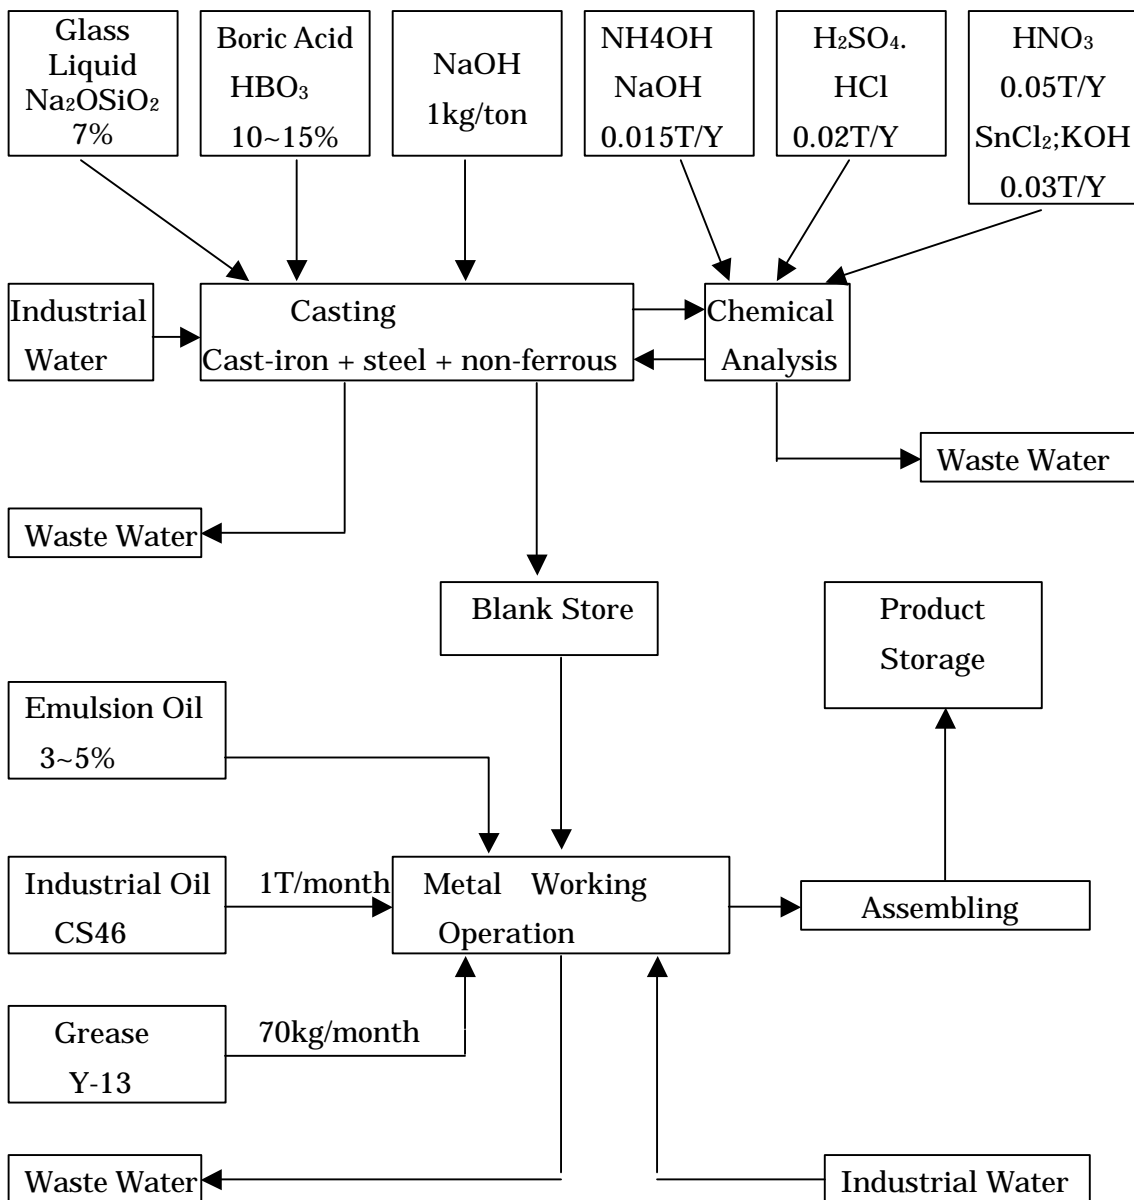 Glass
Liquid
Na₂OSiO₂
7%
Boric Acid
HBO₃
10~15%
NaOH
1kg/ton
NH4OH
NaOH
0.015T/Y
H₂SO₄.
HCl
0.02T/Y
HNO₃
0.05T/Y
SnCl₂;KOH
0.03T/Y
Industrial
Water
Casting
Cast-iron + steel + non-ferrous
Chemical
Analysis
Waste Water
Waste Water
Blank Store
Product
Storage
Emulsion Oil
3~5%
Industrial Oil
CS46
1T/month
Metal Working
Operation
Assembling
Grease
Y-13
70kg/month
Waste Water
Industrial Water